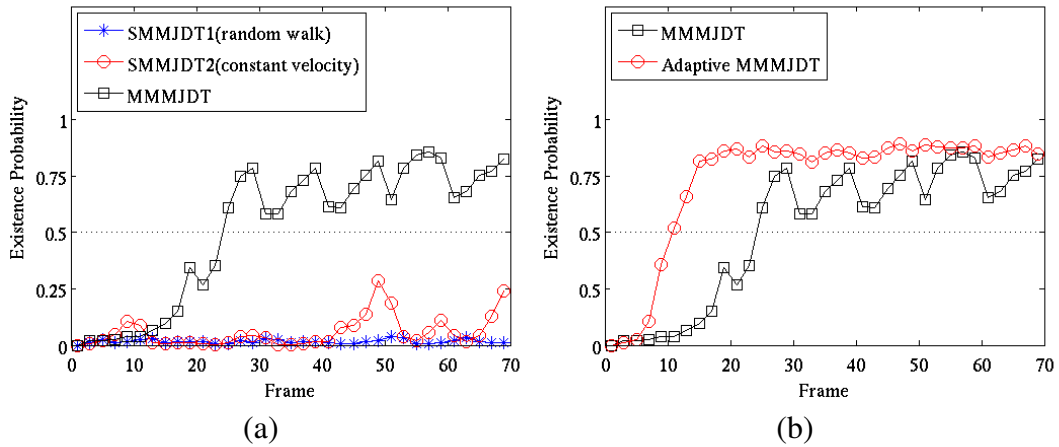 SMMJDT1(random walk)
SMMJDT2(constant velocity)
MMMJDT
Existence Probability
1
0.75
0.5
0.25
0
0 10 20 30 40 50 60 70
Frame
(a)
MMMJDT
Adaptive MMMJDT
Existence Probability
1
0.75
0.5
0.25
0
0 10 20 30 40 50 60 70
Frame
(b)